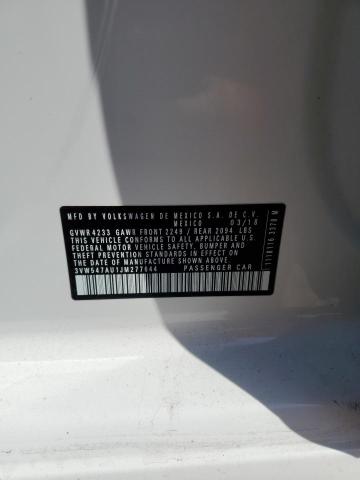 MFD BY VOLKSWAGEN DE MEXICO S.A. DE C.V.
MEXICO 03/18
GVWR 4233 GAWR FRONT 2249 / REAR 2094 LBS
THIS CAR CONFORMS TO ALL APPLICABLE U.S.
FEDERAL MOTOR VEHICLE SAFETY, BUMPER AND
THEFT PREVENTION STANDARDS IN EFFECT ON
THE DATE OF MANUFACTURE SHOWN ABOVE.
3VW547AU1JM277044 PASSENGER CAR